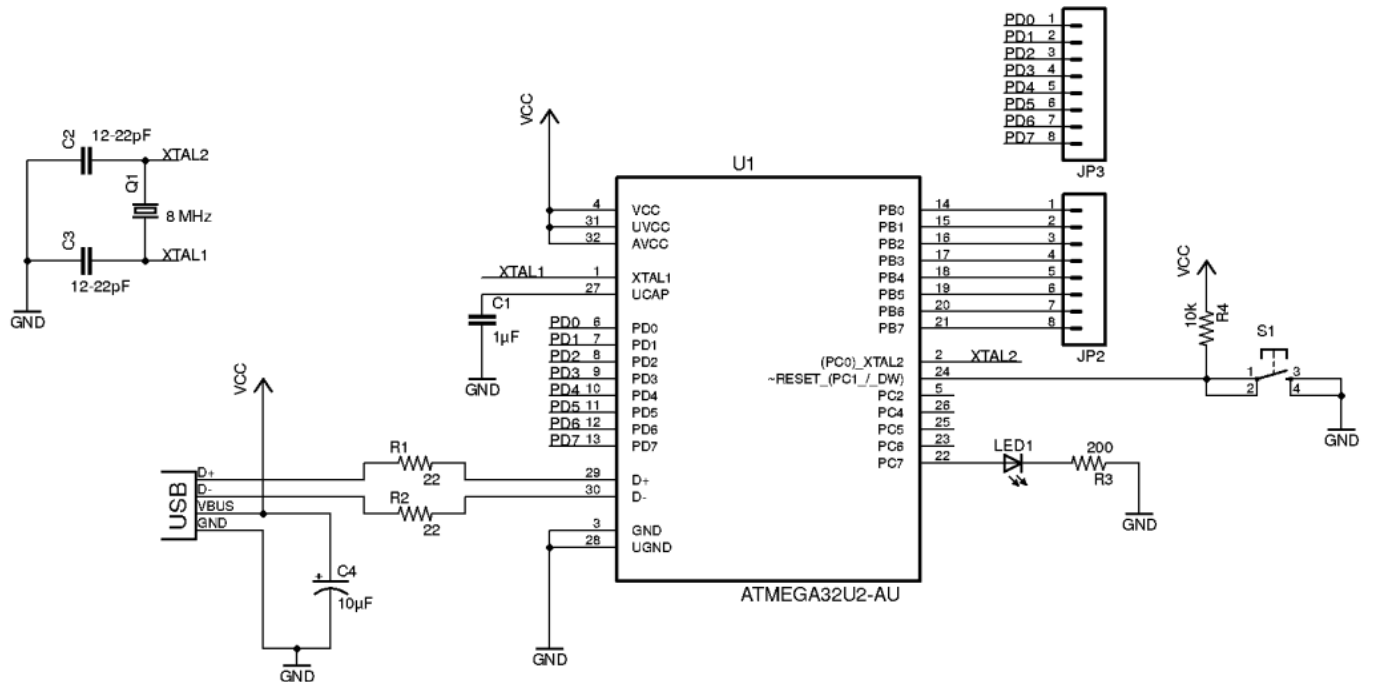 PD0 1
PD1 2
PD2 3
PD3 4
PD4 5
PD5 6
PD6 7
PD7 8
JP3
C2
12-22pF
XTAL2
Q1
8 MHz
C3
XTAL1
12-22pF
GND
VCC
U1
4 VCC
31 UVCC
32 AVCC
XTAL1 1 XTAL1
27 UCAP
C1
1µF
GND
PD0 6 PD0
PD1 7 PD1
PD2 8 PD2
PD3 9 PD3
PD4 10 PD4
PD5 11 PD5
PD6 12 PD6
PD7 13 PD7
29 D+
30 D-
3 GND
28 UGND
GND
PB0 14 1
PB1 15 2
PB2 16 3
PB3 17 4
PB4 18 5
PB5 19 6
PB6 20 7
PB7 21 8
JP2
(PC0)_XTAL2 2 XTAL2
~RESET_(PC1_/_DW) 24
PC2 5
PC4 26
PC5 25
PC6 23
PC7 22
ATMEGA32U2-AU
VCC
10k
R4
S1
1 3
2 4
GND
LED1
200
R3
GND
VCC
R1
22
R2
22
USB
D+
D-
VBUS
GND
+
C4
10µF
GND